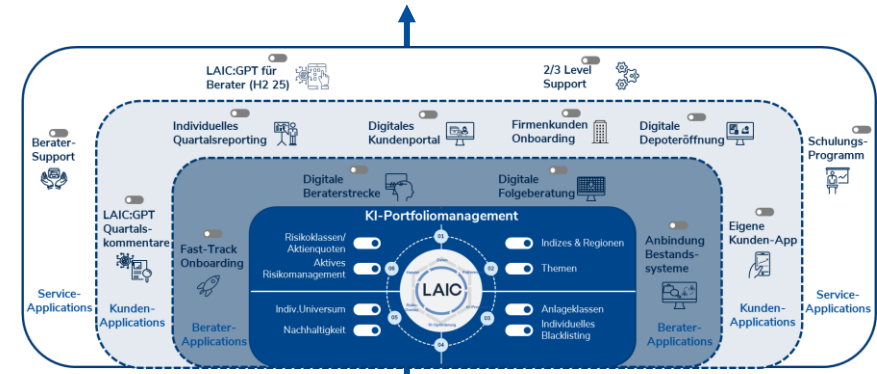 LAIC:GPT für
Berater (H2 25)
2/3 Level
Support
Individuelles
Quartalsreporting
Digitales
Kundenportal
Firmenkunden
Onboarding
Digitale
Depoteröffnung
Berater-
Support
Schulungs-
Programm
Digitale
Beraterstrecke
Digitale
Folgeberatung
LAIC:GPT
Quartals-
kommentare
Fast-Track
Onboarding
KI-Portfoliomanagement
Risikoklassen/
Aktienquoten
Aktives
Risikomanagement
Indiv.Universum
Nachhaltigkeit
01
02
03
04
05
06
LAIC
Indizes & Regionen
Themen
Anlageklassen
Individuelles
Blacklisting
Anbindung
Bestands-
systeme
Eigene
Kunden-App
Service-
Applications
Kunden-
Applications
Berater-
Applications
Berater-
Applications
Kunden-
Applications
Service-
Applications